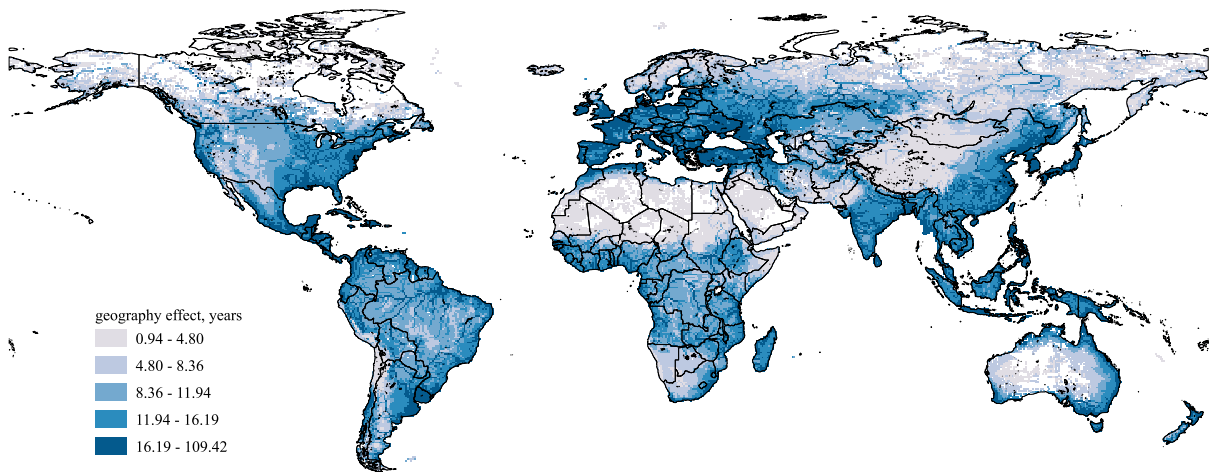 geography effect, years
0.94 - 4.80
4.80 - 8.36
8.36 - 11.94
11.94 - 16.19
16.19 - 109.42